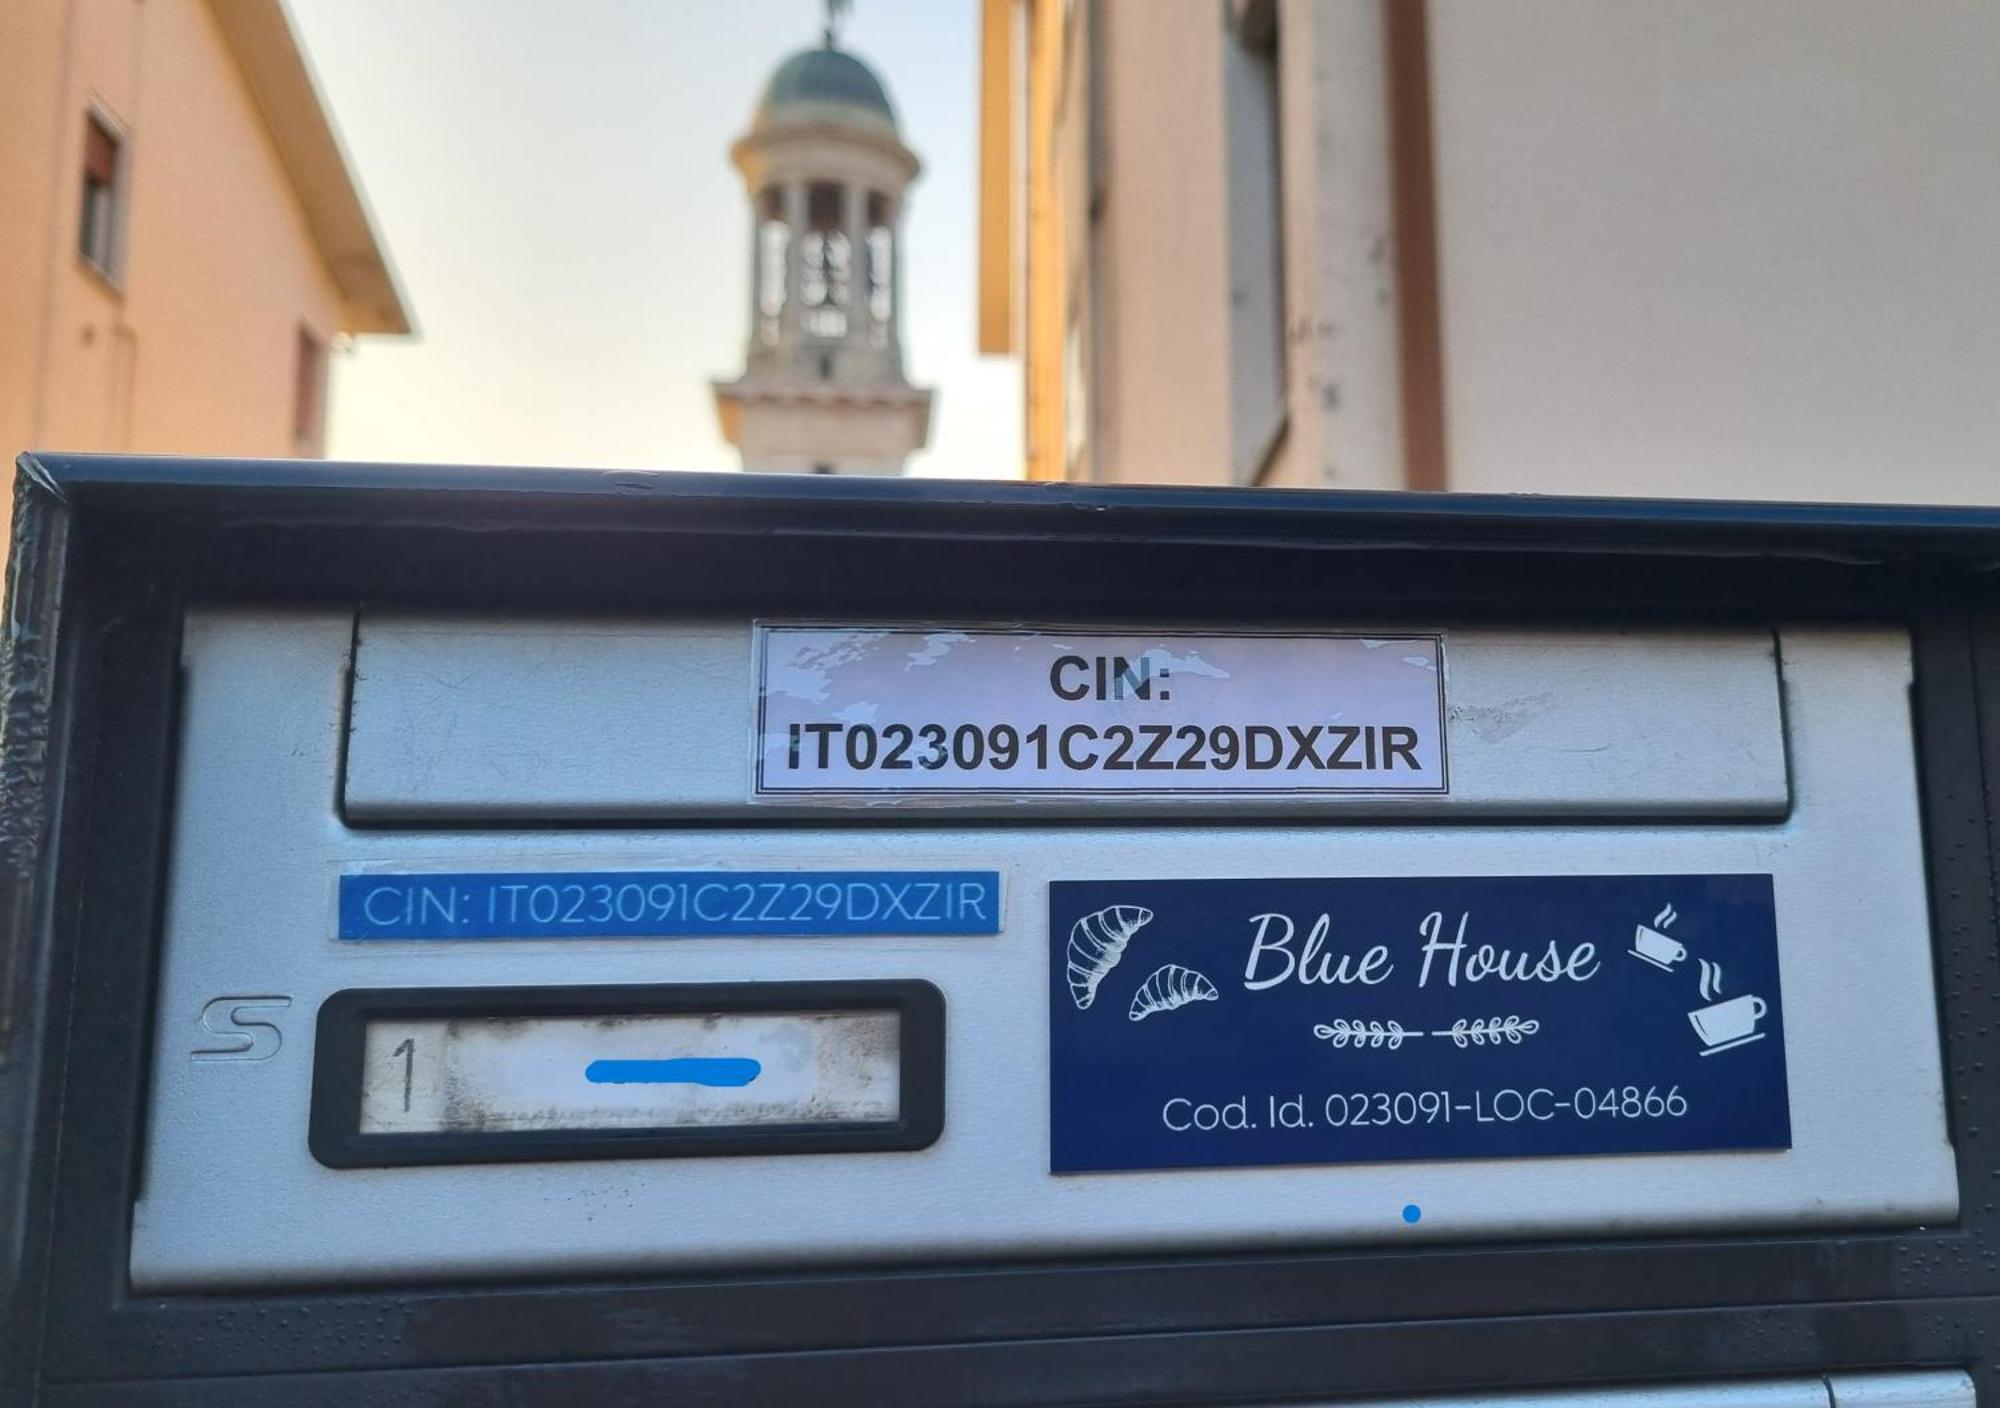 CIN:
IT023091C2Z29DXZIR
CIN: IT023091C2Z29DXZIR
Blue House
Cod. Id. 023091-LOC-04866
1